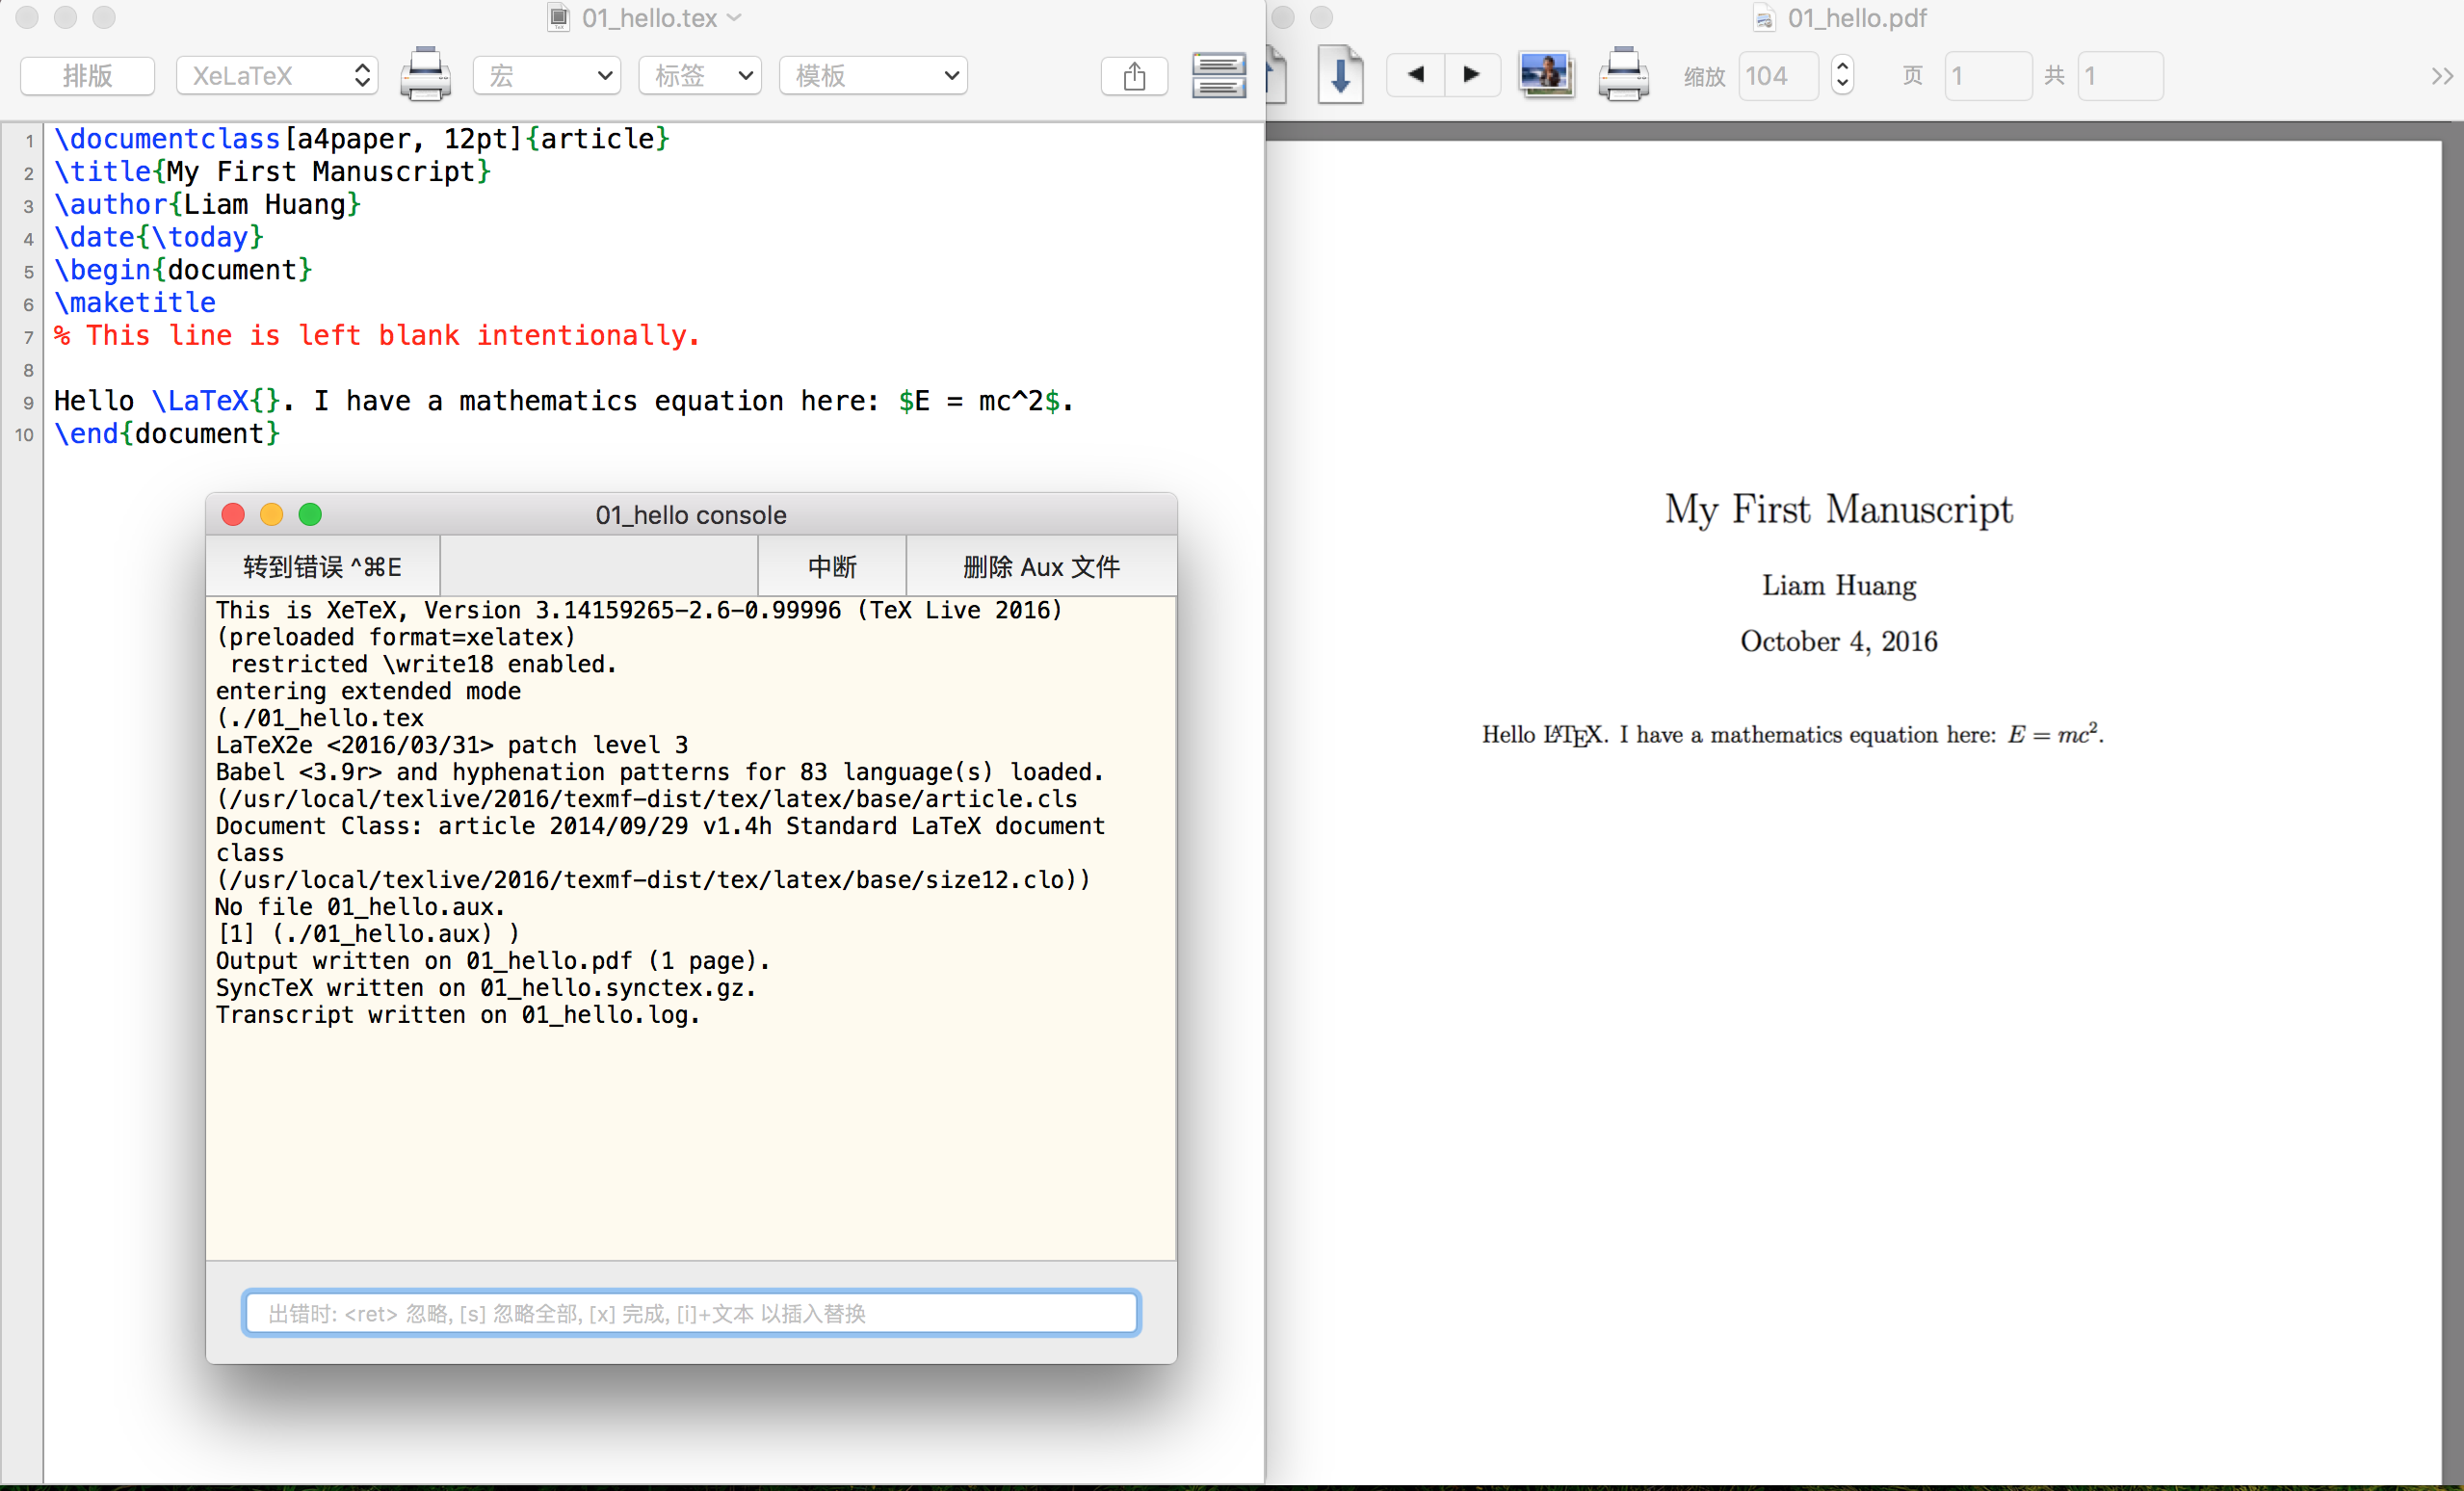 01_hello.tex
排版
XeLaTeX
宏
标签
模板
1 \documentclass[a4paper, 12pt]{article}
2 \title{My First Manuscript}
3 \author{Liam Huang}
4 \date{\today}
5 \begin{document}
6 \maketitle
7 % This line is left blank intentionally.
8
9 Hello \LaTeX{}. I have a mathematics equation here: $E = mc^2$.
10 \end{document}
01_hello console
转到错误 ^⌘E
中断
删除 Aux 文件
This is XeTeX, Version 3.14159265-2.6-0.99996 (TeX Live 2016)
(preloaded format=xelatex)
restricted \write18 enabled.
entering extended mode
(./01_hello.tex
LaTeX2e <2016/03/31> patch level 3
Babel <3.9r> and hyphenation patterns for 83 language(s) loaded.
(/usr/local/texlive/2016/texmf-dist/tex/latex/base/article.cls
Document Class: article 2014/09/29 v1.4h Standard LaTeX document
class
(/usr/local/texlive/2016/texmf-dist/tex/latex/base/size12.clo))
No file 01_hello.aux.
[1] (./01_hello.aux) )
Output written on 01_hello.pdf (1 page).
SyncTeX written on 01_hello.synctex.gz.
Transcript written on 01_hello.log.
出错时: <ret> 忽略, [s] 忽略全部, [x] 完成, [i]+文本 以插入替换
01_hello.pdf
缩放 104
页 1 共 1
My First Manuscript
Liam Huang
October 4, 2016
Hello LATEX. I have a mathematics equation here: E = mc².